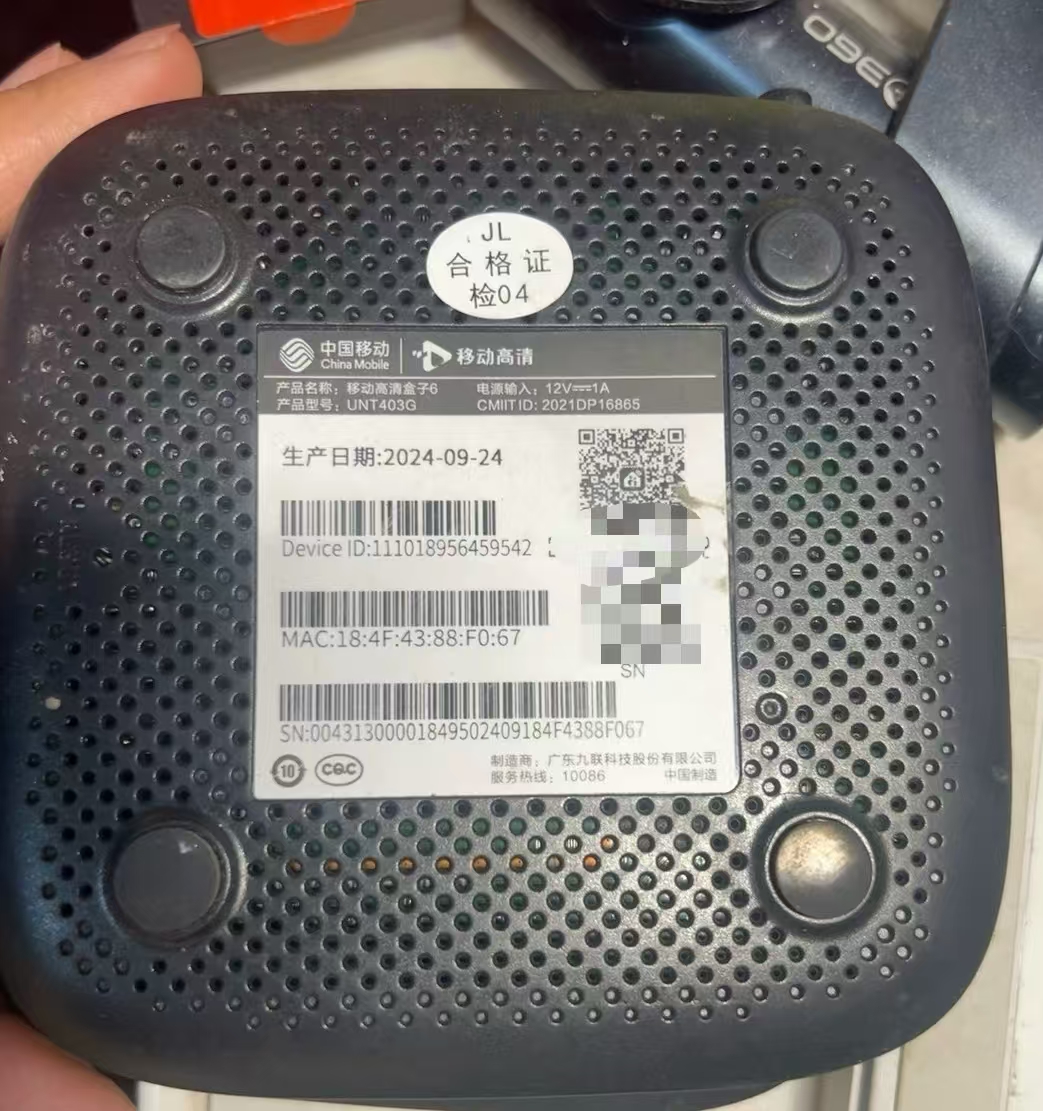 360
JL
合格证
检04
中国移动
China Mobile
移动高清
产品名称：移动高清盒子6
电源输入：12V⎓1A
产品型号：UNT403G
CMIIT ID: 2021DP16865
生产日期:2024-09-24
Device ID:111018956459542
MAC:18:4F:43:88:F0:67
SN
SN:00431300001849502409184F4388F067
10
CQC
制造商：广东九联科技股份有限公司
服务热线：10086
中国制造